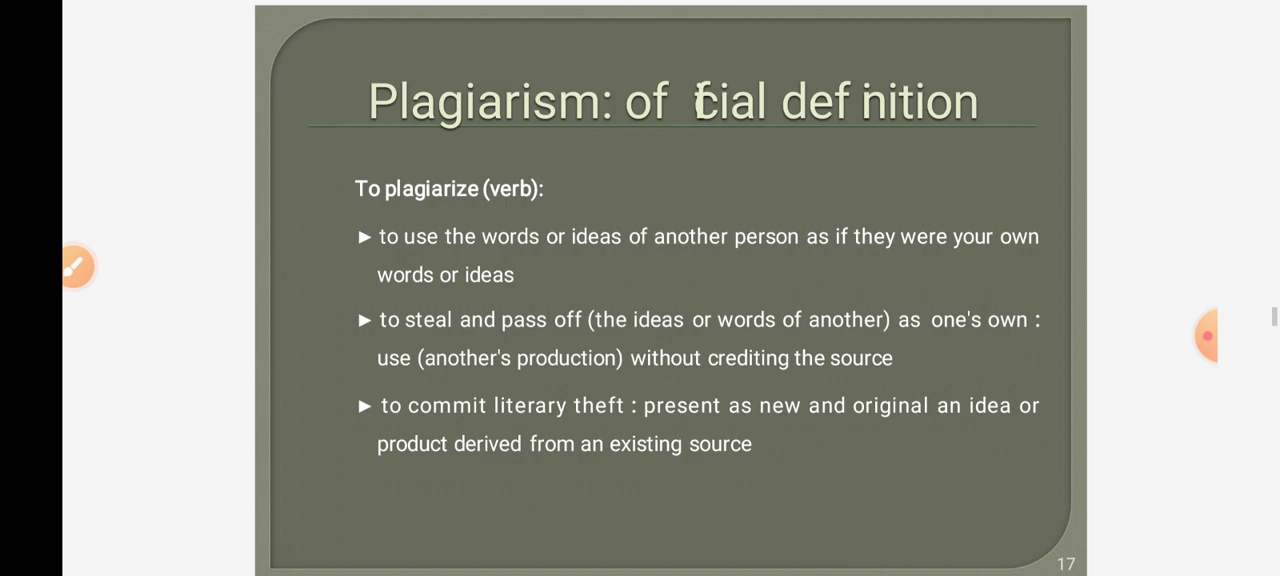 Plagiarism: official definition
To plagiarize (verb):
► to use the words or ideas of another person as if they were your own
words or ideas
► to steal and pass off (the ideas or words of another) as one's own :
use (another's production) without crediting the source
► to commit literary theft : present as new and original an idea or
product derived from an existing source
17